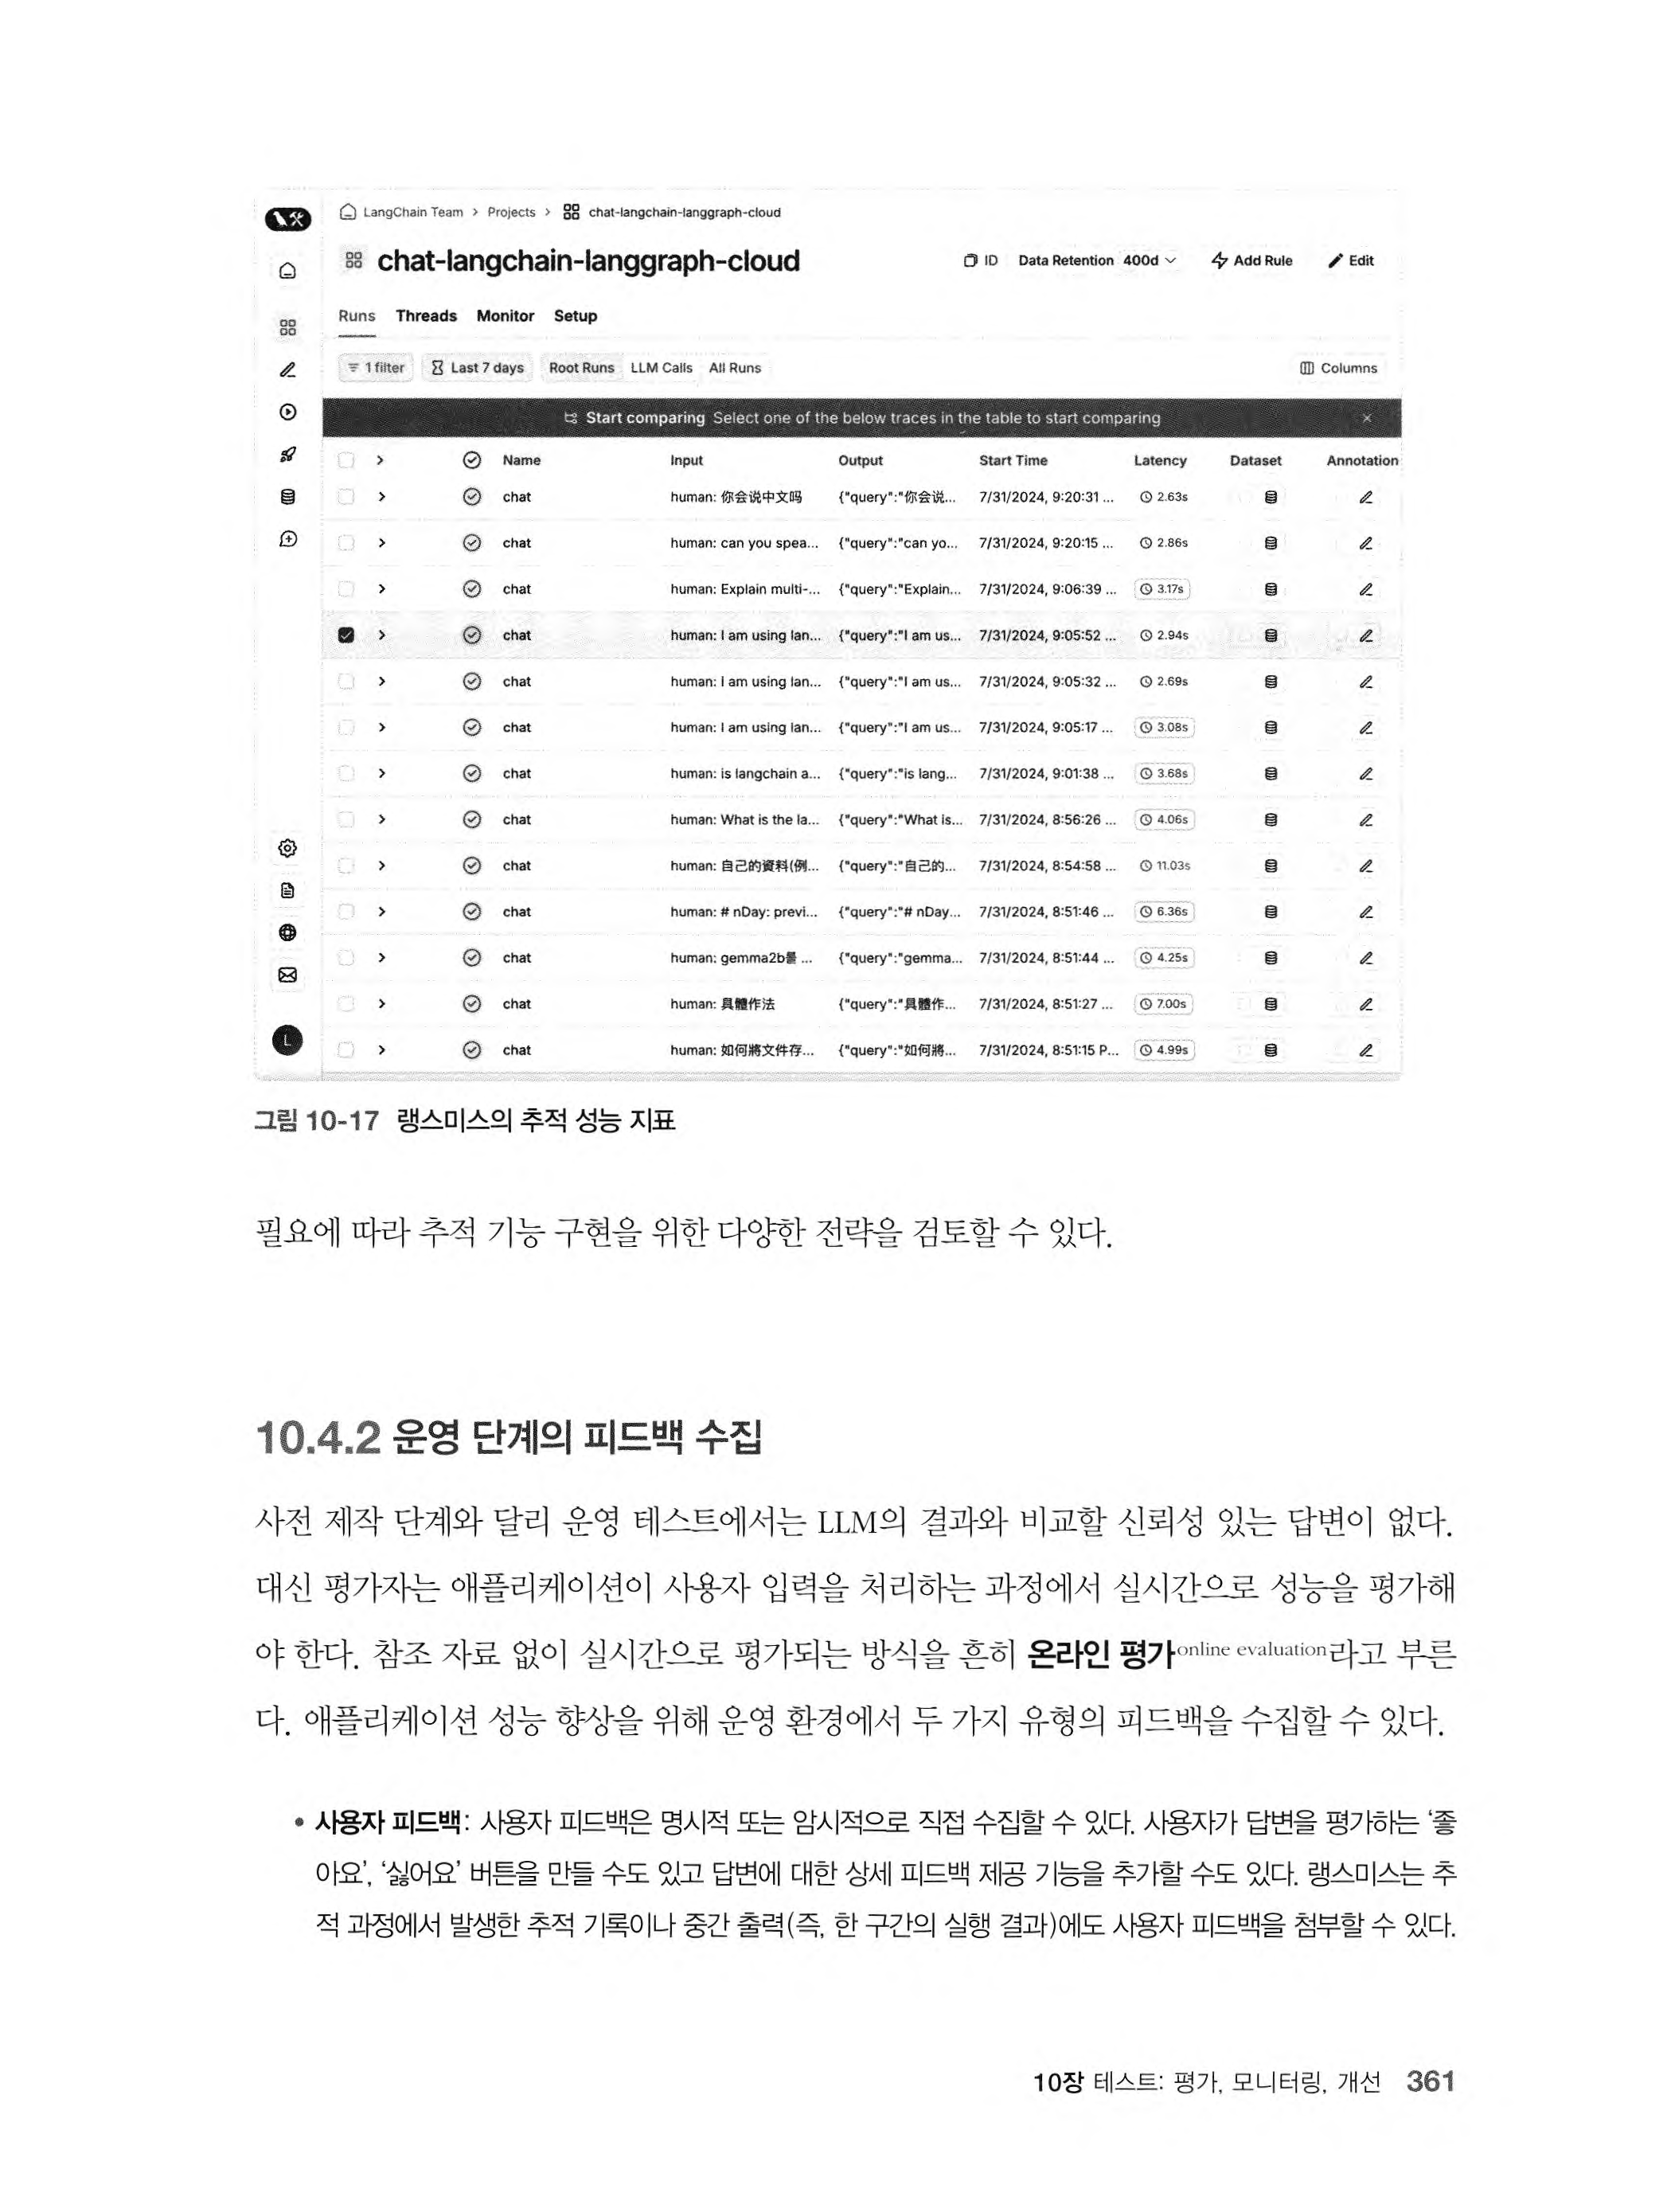 LangChain Team > Projects > chat-langchain-langgraph-cloud
chat-langchain-langgraph-cloud
ID Data Retention 400d Add Rule Edit
Runs Threads Monitor Setup
1 filter Last 7 days Root Runs LLM Calls All Runs Columns
Start comparing Select one of the below traces in the table to start comparing ×
> Name Input Output Start Time Latency Dataset Annotation
> chat human: 你会说中文吗 {"query":"你会说... 7/31/2024, 9:20:31 ... 2.63s
> chat human: can you spea... {"query":"can yo... 7/31/2024, 9:20:15 ... 2.86s
> chat human: Explain multi-... {"query":"Explain... 7/31/2024, 9:06:39 ... 3.17s
> chat human: I am using lan... {"query":"I am us... 7/31/2024, 9:05:52 ... 2.94s
> chat human: I am using lan... {"query":"I am us... 7/31/2024, 9:05:32 ... 2.69s
> chat human: I am using lan... {"query":"I am us... 7/31/2024, 9:05:17 ... 3.08s
> chat human: is langchain a... {"query":"is lang... 7/31/2024, 9:01:38 ... 3.68s
> chat human: What is the la... {"query":"What is... 7/31/2024, 8:56:26 ... 4.06s
> chat human: 自己的資料(例... {"query":"自己的... 7/31/2024, 8:54:58 ... 11.03s
> chat human: # nDay: previ... {"query":"# nDay... 7/31/2024, 8:51:46 ... 6.36s
> chat human: gemma2b를 ... {"query":"gemma... 7/31/2024, 8:51:44 ... 4.25s
> chat human: 具體作法 {"query":"具體作... 7/31/2024, 8:51:27 ... 7.00s
> chat human: 如何將文件存... {"query":"如何將... 7/31/2024, 8:51:15 P... 4.99s
L
그림 10-17 랭스미스의 추적 성능 지표
필요에 따라 추적 기능 구현을 위한 다양한 전략을 검토할 수 있다.
10.4.2 운영 단계의 피드백 수집
사전 제작 단계와 달리 운영 테스트에서는 LLM의 결과와 비교할 신뢰성 있는 답변이 없다.
대신 평가자는 애플리케이션이 사용자 입력을 처리하는 과정에서 실시간으로 성능을 평가해
야 한다. 참조 자료 없이 실시간으로 평가되는 방식을 흔히 온라인 평가online evaluation라고 부른
다. 애플리케이션 성능 향상을 위해 운영 환경에서 두 가지 유형의 피드백을 수집할 수 있다.
• 사용자 피드백: 사용자 피드백은 명시적 또는 암시적으로 직접 수집할 수 있다. 사용자가 답변을 평가하는 ‘좋
아요’, ‘싫어요’ 버튼을 만들 수도 있고 답변에 대한 상세 피드백 제공 기능을 추가할 수도 있다. 랭스미스는 추
적 과정에서 발생한 추적 기록이나 중간 출력(즉, 한 구간의 실행 결과)에도 사용자 피드백을 첨부할 수 있다.
10장 테스트: 평가, 모니터링, 개선 361